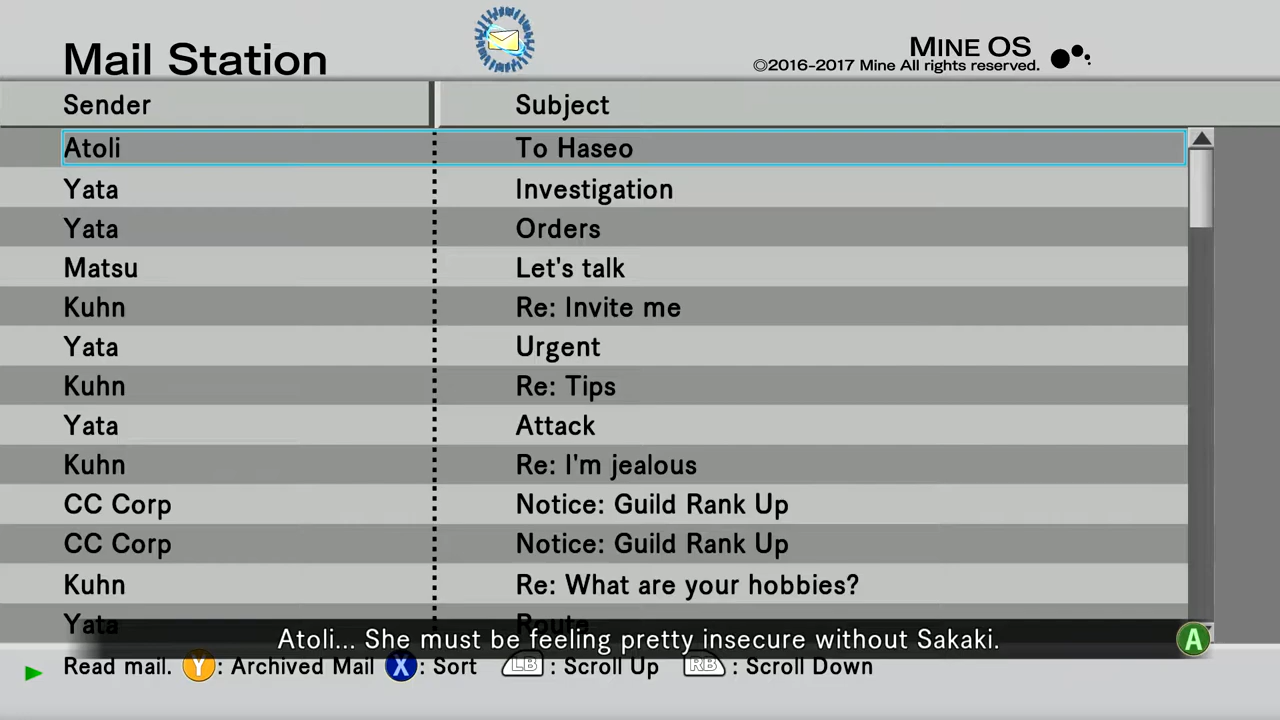 Mail Station
MINE OS
©2016-2017 Mine All rights reserved.
Sender Subject
Atoli To Haseo
Yata Investigation
Yata Orders
Matsu Let's talk
Kuhn Re: Invite me
Yata Urgent
Kuhn Re: Tips
Yata Attack
Kuhn Re: I'm jealous
CC Corp Notice: Guild Rank Up
CC Corp Notice: Guild Rank Up
Kuhn Re: What are your hobbies?
Yata Route
Atoli... She must be feeling pretty insecure without Sakaki. A
Read mail. Y : Archived Mail X : Sort LB : Scroll Up RB : Scroll Down